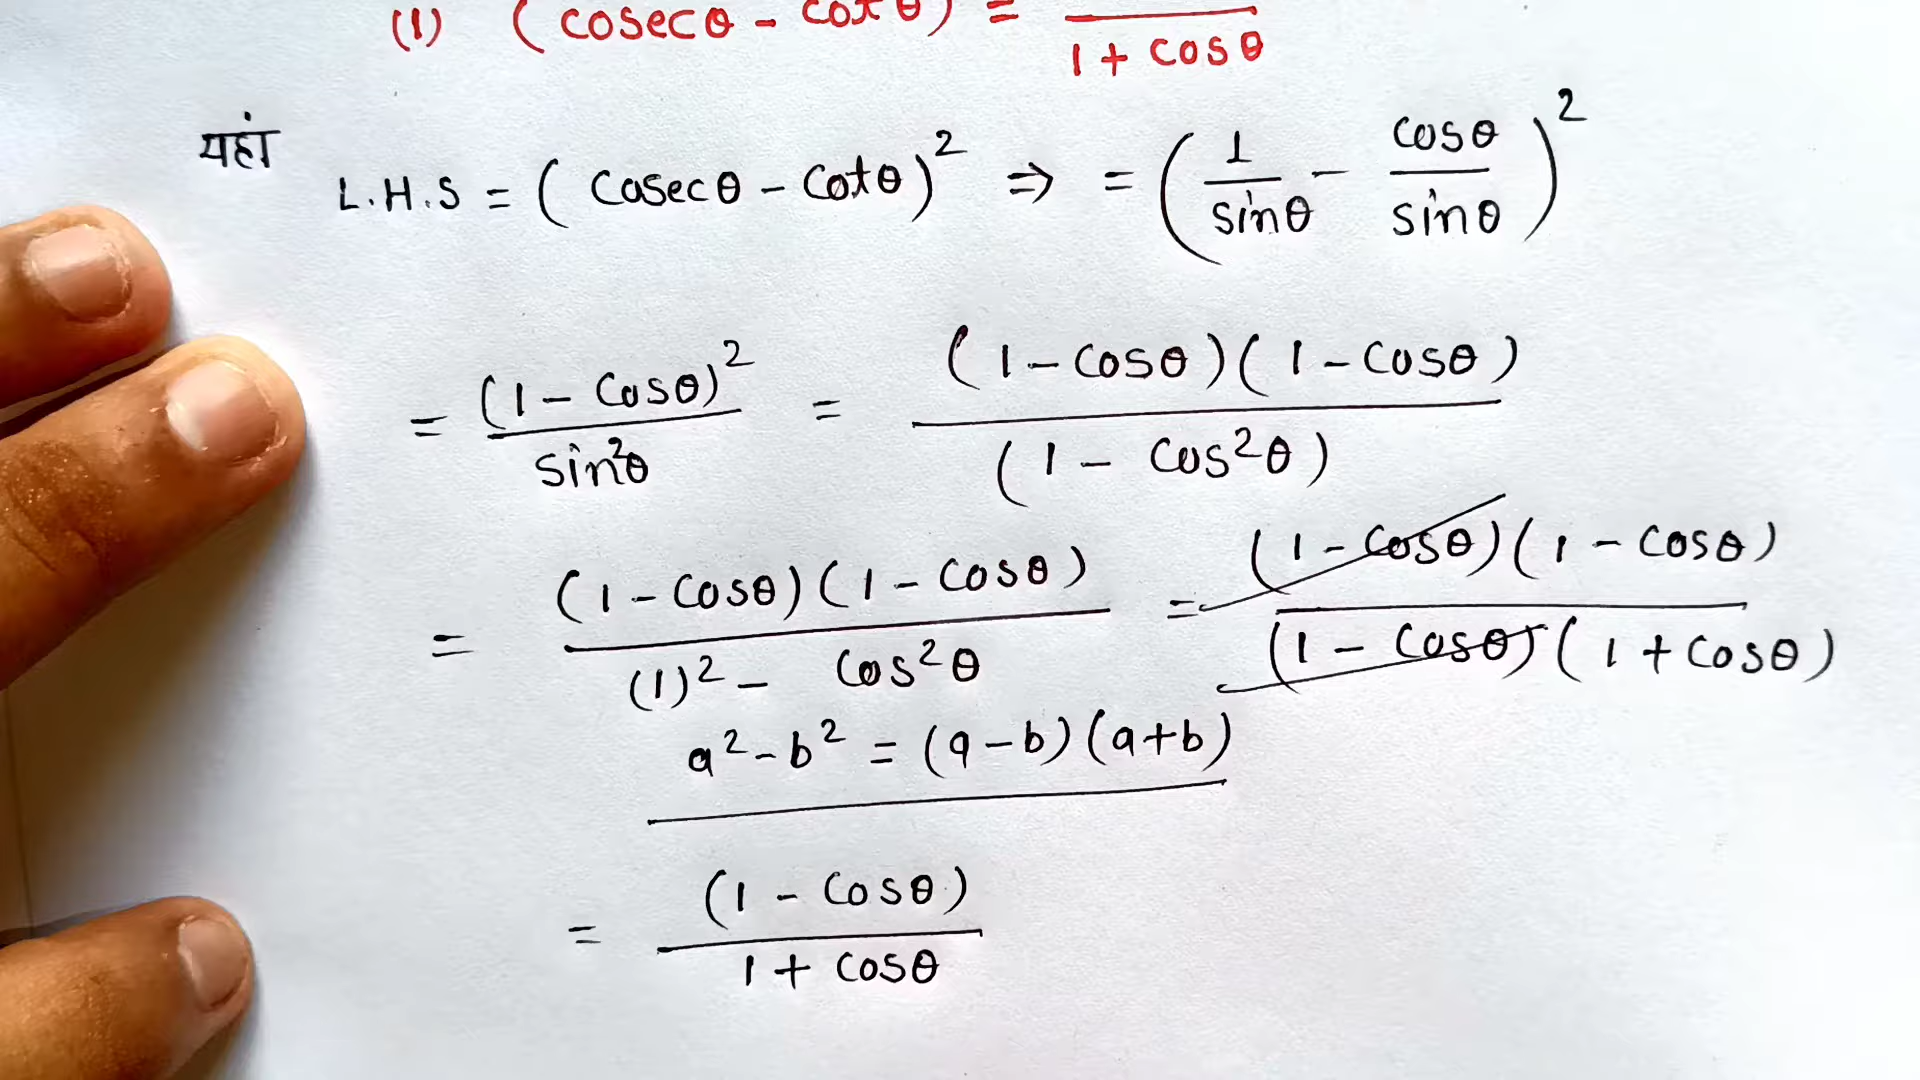 (1) (cosecθ - cotθ) = / 1 + cosθ
यहां L.H.S = (cosecθ - cotθ)² ⇒ = (1/sinθ - cosθ/sinθ)²
= (1 - cosθ)² / sin²θ = (1 - cosθ)(1 - cosθ) / (1 - cos²θ)
= (1 - cosθ)(1 - cosθ) / (1)² - cos²θ = (1 - cosθ)(1 - cosθ) / (1 - cosθ)(1 + cosθ)
a² - b² = (a - b)(a + b)
= (1 - cosθ) / 1 + cosθ